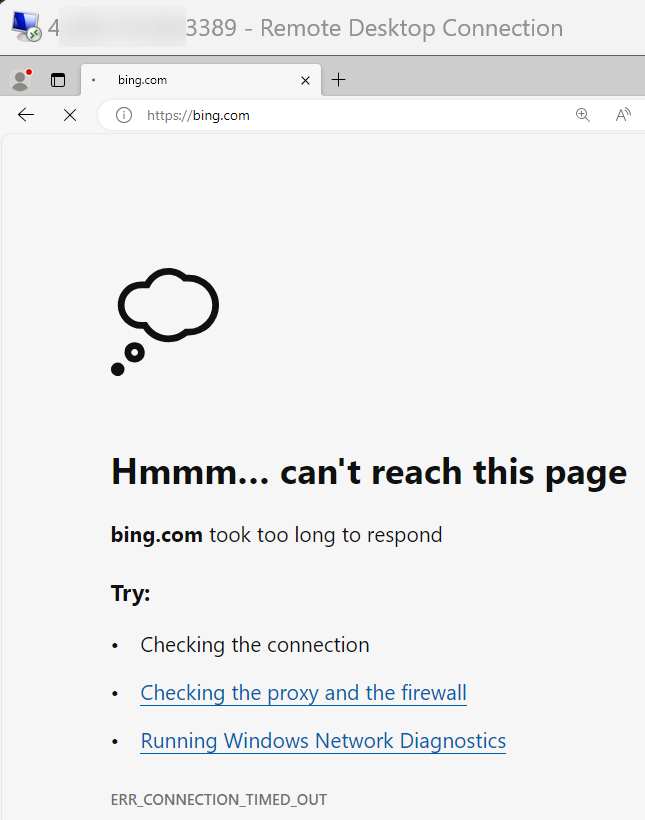 4 3389 - Remote Desktop Connection
bing.com
https://bing.com
Hmmm... can't reach this page
bing.com took too long to respond
Try:
• Checking the connection
• Checking the proxy and the firewall
• Running Windows Network Diagnostics
ERR_CONNECTION_TIMED_OUT